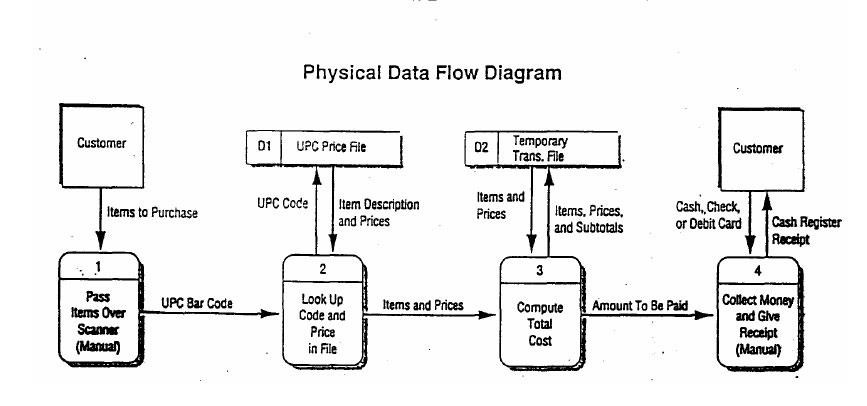 Physical Data Flow Diagram
Customer
D1
UPC Price File
D2
Temporary
Trans. File
Customer
Items to Purchase
UPC Code
Item Description
and Prices
Items and
Prices
Items, Prices,
and Subtotals
Cash, Check,
or Debit Card
Cash Register
Receipt
1
Pass
Items Over
Scanner
(Manual)
UPC Bar Code
2
Look Up
Code and
Price
in File
Items and Prices
3
Compute
Total
Cost
Amount To Be Paid
4
Collect Money
and Give
Receipt
(Manual)